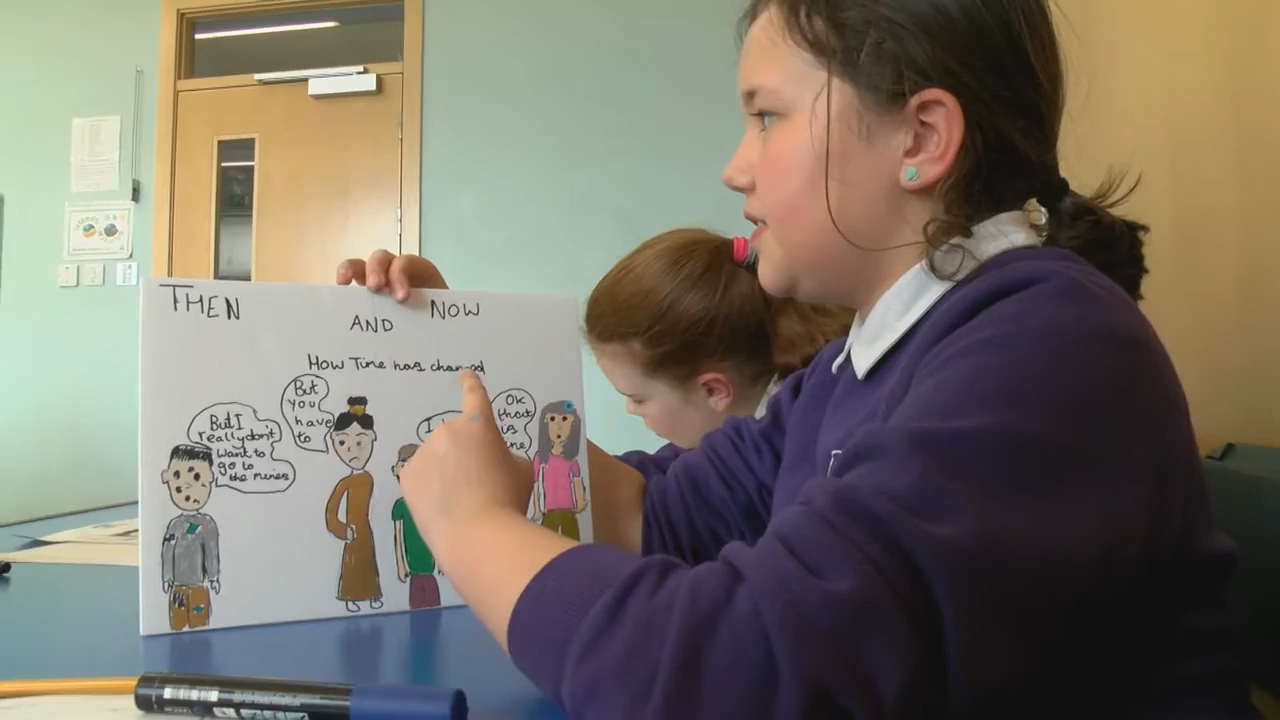 THEN
AND
NOW
How Time has changed
But I
really don't
want to
go to
the mines
But
you
have
to
I
Ok
that
is